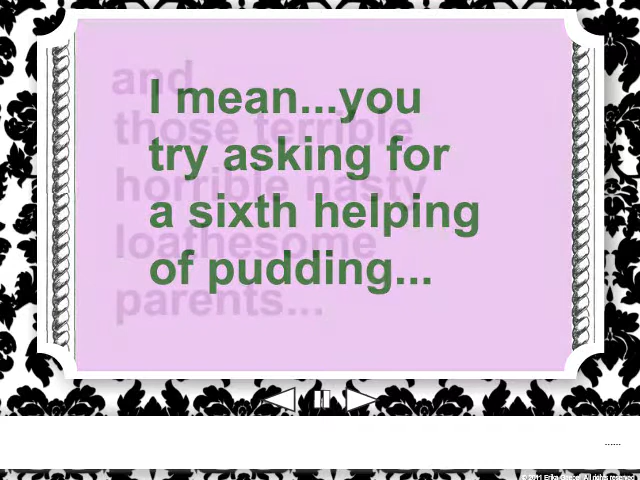 and
those terrible
horrible nasty
loathesome
parents...
I mean...you
try asking for
a sixth helping
of pudding...
......